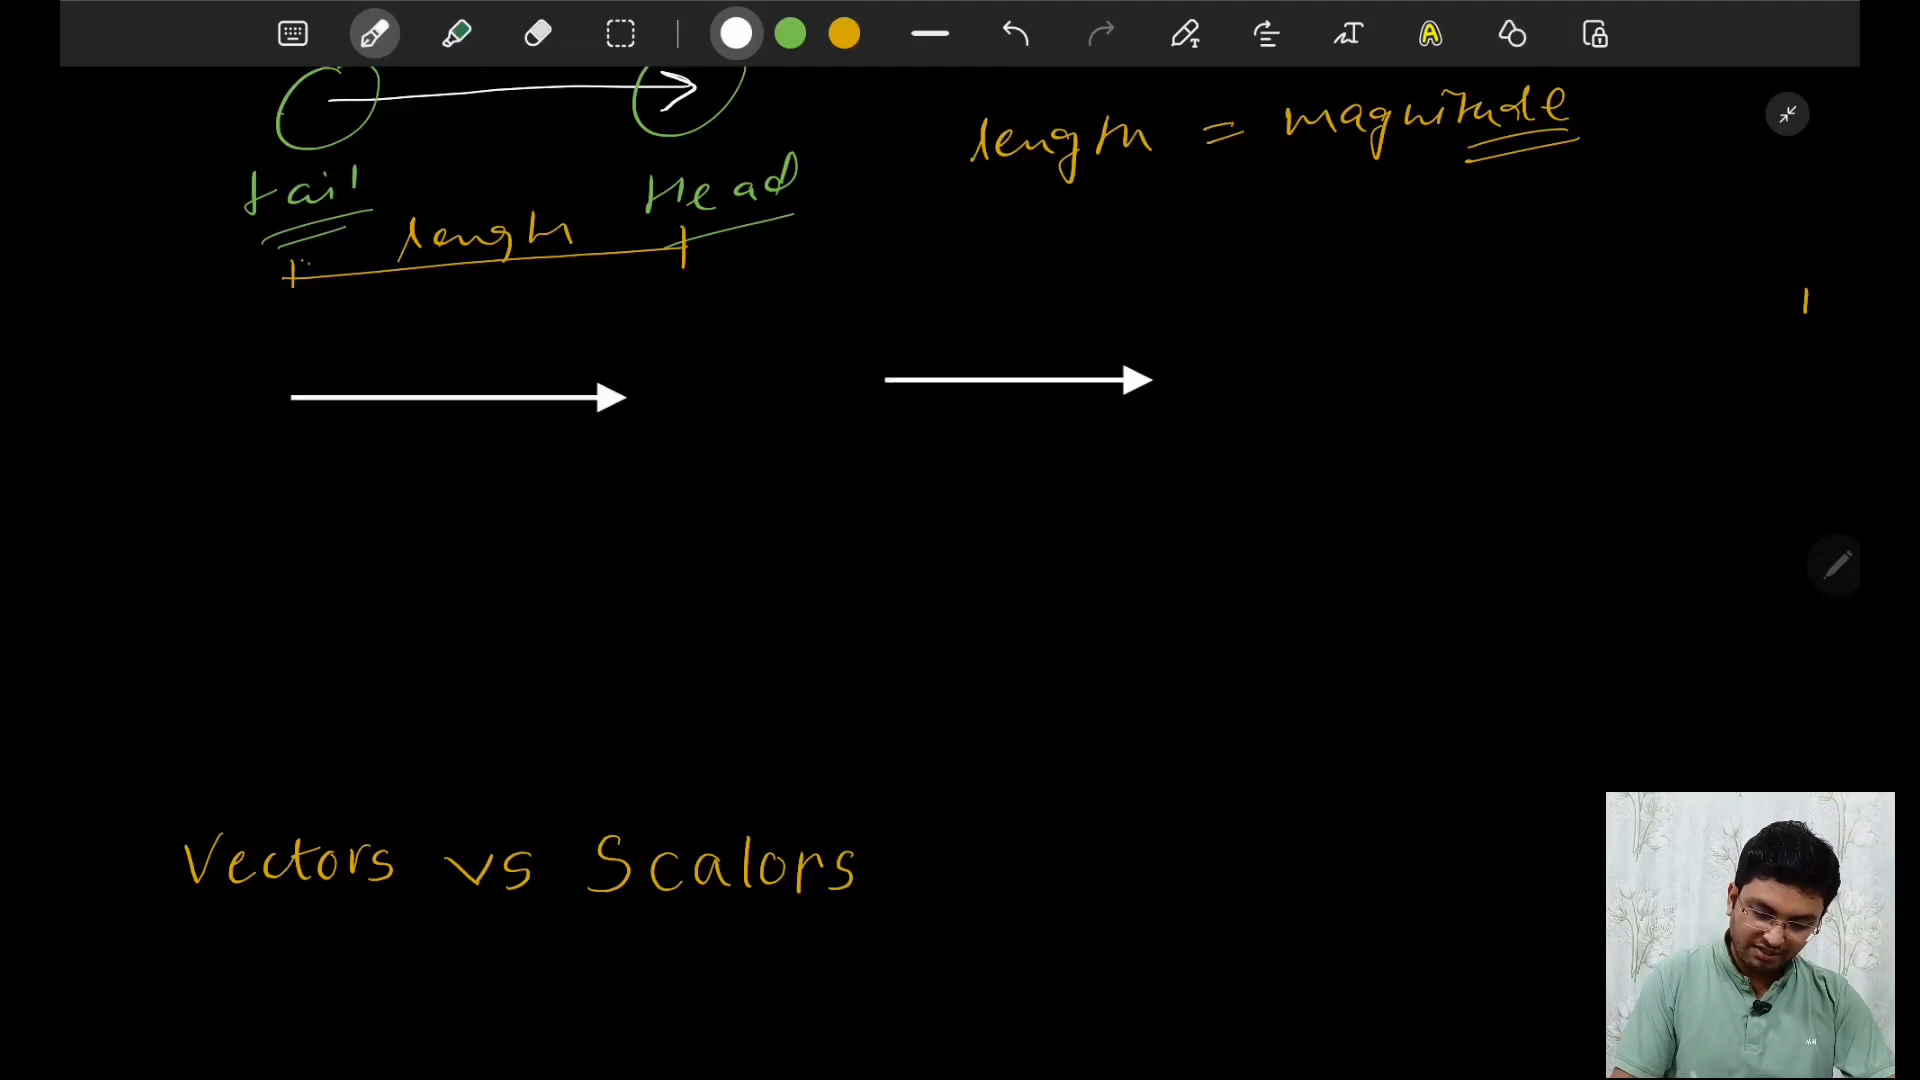 length = magnitude
tail Head
length
Vectors vs Scalors